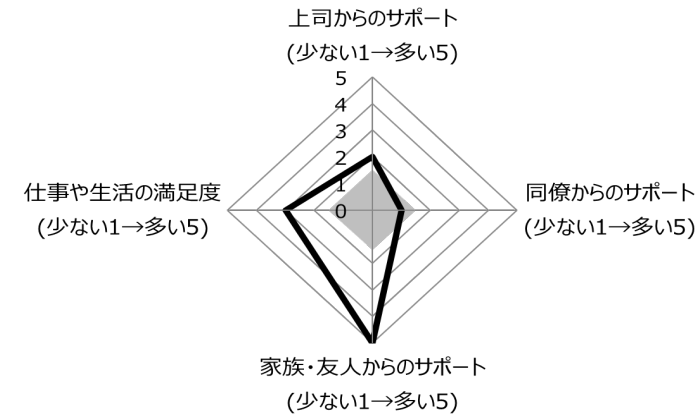 上司からのサポート
(少ない1→多い5)
5
4
3
2
1
0
仕事や生活の満足度
(少ない1→多い5)
同僚からのサポート
(少ない1→多い5)
家族・友人からのサポート
(少ない1→多い5)